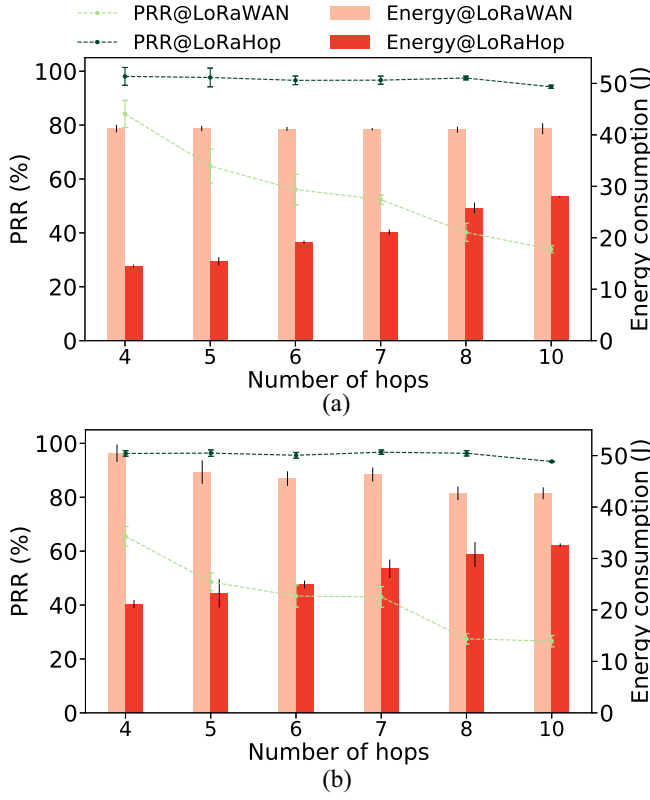 PRR@LoRaWAN Energy@LoRaWAN
PRR@LoRaHop Energy@LoRaHop
100
80
60
40
20
0
PRR (%)
50
40
30
20
10
0
Energy consumption (J)
4 5 6 7 8 10
Number of hops
(a)
100
80
60
40
20
0
PRR (%)
50
40
30
20
10
0
Energy consumption (J)
4 5 6 7 8 10
Number of hops
(b)